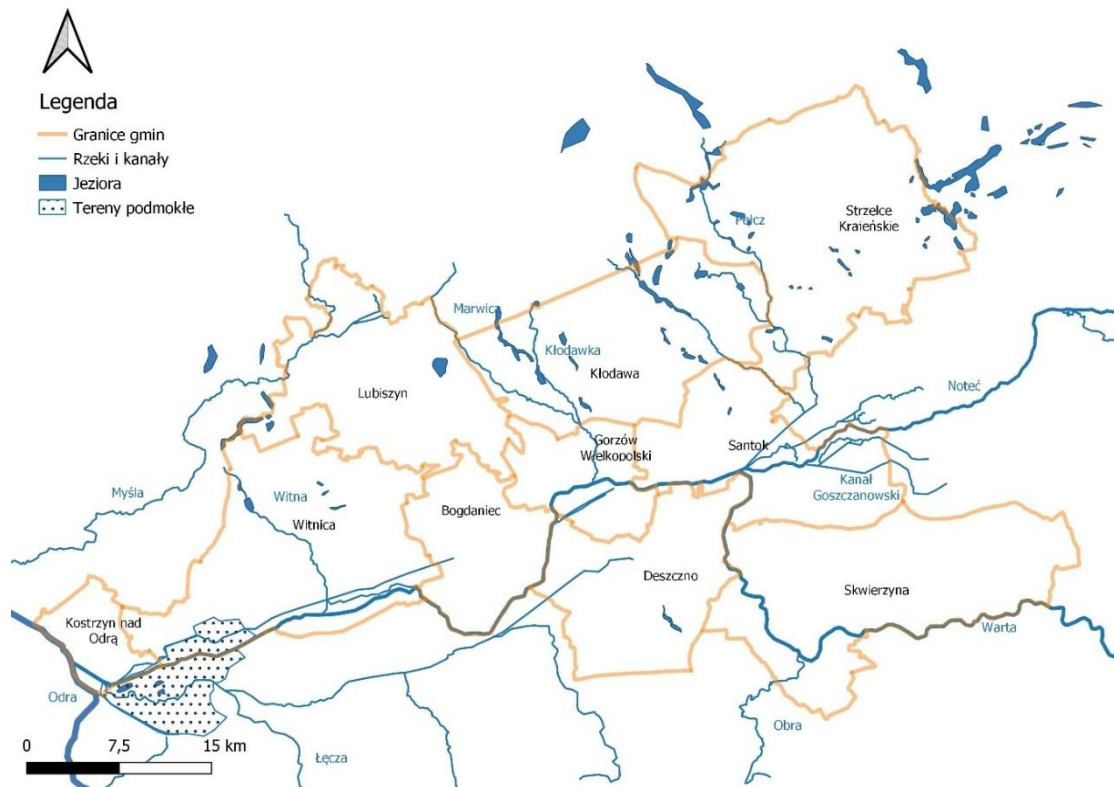 Legenda
Granice gmin
Rzeki i kanały
Jeziora
Tereny podmokłe
Pełcz
Strzelce
Kraieńskie
Marwica
Kłodawka
Kłodawa
Lubiszyn
Noteć
Gorzów
Wielkopolski
Santok
Kanał
Goszczanowski
Myśla
Witna
Witnica
Bogdaniec
Deszczno
Skwierzyna
Kostrzyn nad
Odrą
Warta
Odra
Obra
0 7,5 15 km
Łęcza